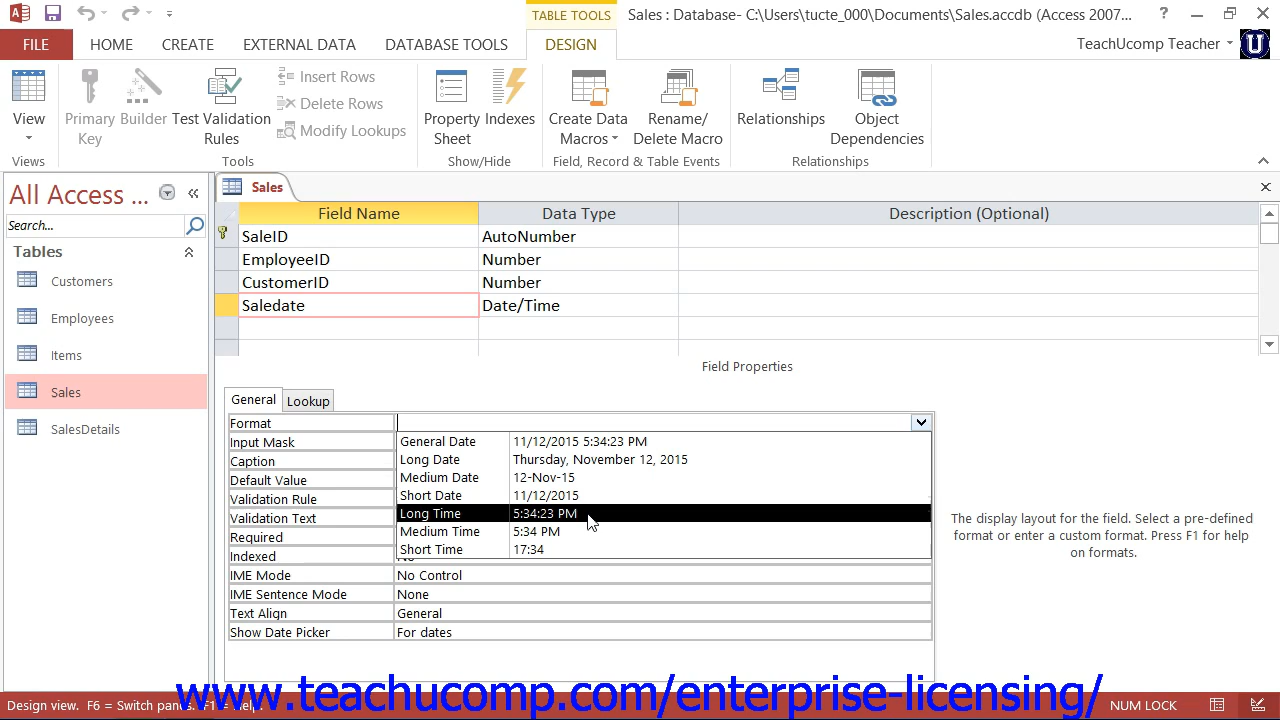 TABLE TOOLS
Sales : Database- C:\Users\tucte_000\Documents\Sales.accdb (Access 2007...
?
FILE
HOME
CREATE
EXTERNAL DATA
DATABASE TOOLS
DESIGN
TeachUcomp Teacher
U
View
Primary Key
Builder
Test Validation Rules
Insert Rows
Delete Rows
Modify Lookups
Property Sheet
Indexes
Create Data Macros
Rename/ Delete Macro
Relationships
Object Dependencies
Views
Tools
Show/Hide
Field, Record & Table Events
Relationships
All Access ...
Search...
Tables
Customers
Employees
Items
Sales
SalesDetails
Sales
Field Name Data Type Description (Optional)
SaleID AutoNumber
EmployeeID Number
CustomerID Number
Saledate Date/Time
Field Properties
General Lookup
Format
Input Mask
Caption
Default Value
Validation Rule
Validation Text
Required
Indexed
IME Mode No Control
IME Sentence Mode None
Text Align General
Show Date Picker For dates
General Date 11/12/2015 5:34:23 PM
Long Date Thursday, November 12, 2015
Medium Date 12-Nov-15
Short Date 11/12/2015
Long Time 5:34:23 PM
Medium Time 5:34 PM
Short Time 17:34
The display layout for the field. Select a pre-defined
format or enter a custom format. Press F1 for help
on formats.
www.teachucomp.com/enterprise-licensing/
Design view. F6 = Switch panes. F1 = Help.
NUM LOCK